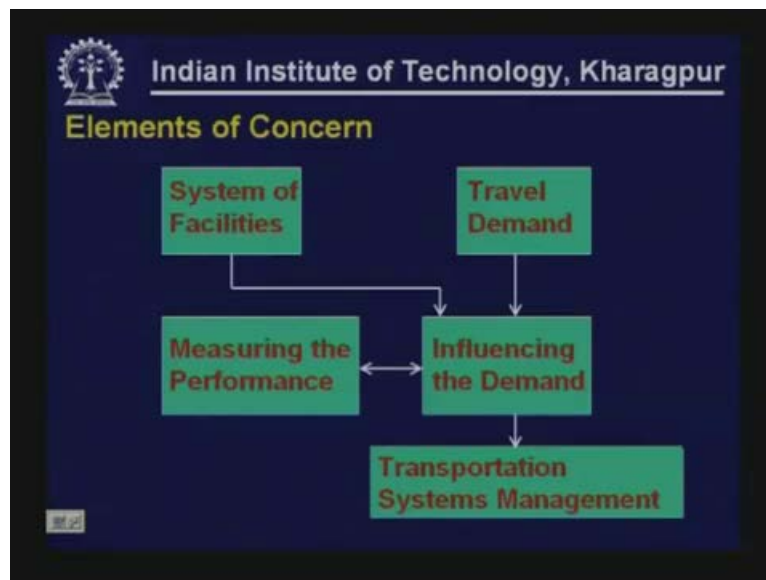 Indian Institute of Technology, Kharagpur
Elements of Concern
System of
Facilities
Travel
Demand
Measuring the
Performance
Influencing
the Demand
Transportation
Systems Management